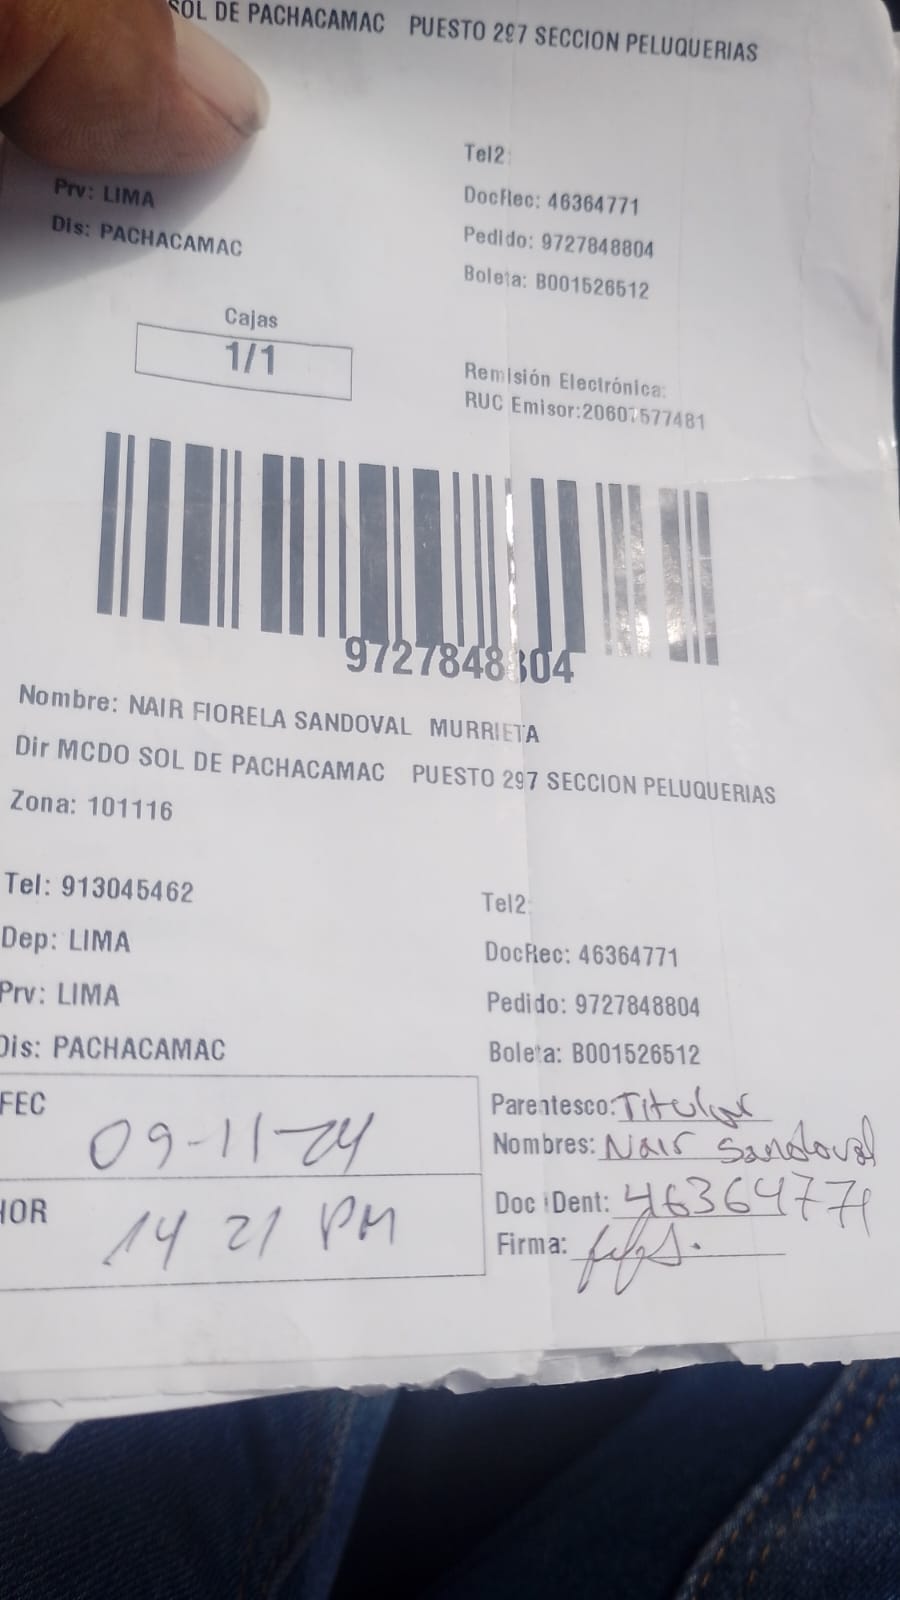 SOL DE PACHACAMAC PUESTO 297 SECCION PELUQUERIAS
Tel2:
Prv: LIMA
DocRec: 46364771
Dis: PACHACAMAC
Pedido: 9727848804
Boleta: B001526512
Cajas
1/1
Remisión Electrónica:
RUC Emisor:20607577481
9727848804
Nombre: NAIR FIORELA SANDOVAL MURRIETA
Dir MCDO SOL DE PACHACAMAC PUESTO 297 SECCION PELUQUERIAS
Zona: 101116
Tel: 913045462
Tel2:
Dep: LIMA
DocRec: 46364771
Prv: LIMA
Pedido: 9727848804
Dis: PACHACAMAC
Boleta: B001526512
FEC
09-11-24
Parentesco: Titular
Nombres: Nair Sandoval
HOR
14 21 PM
Doc iDent: 46364771
Firma: